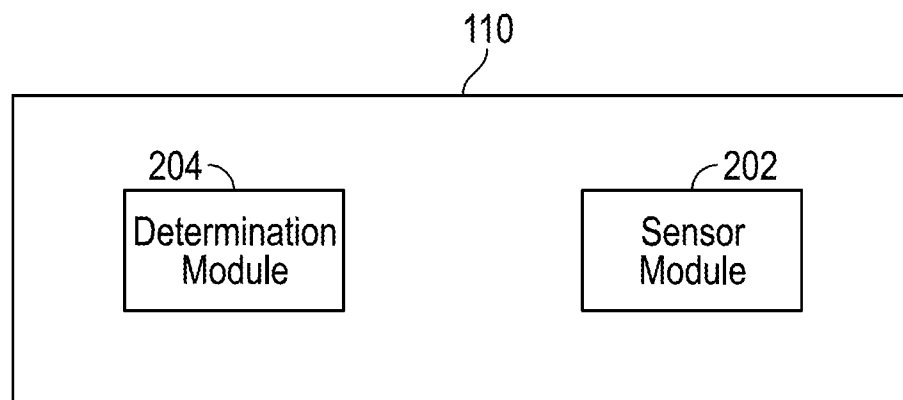 110
204
Determination
Module
202
Sensor
Module